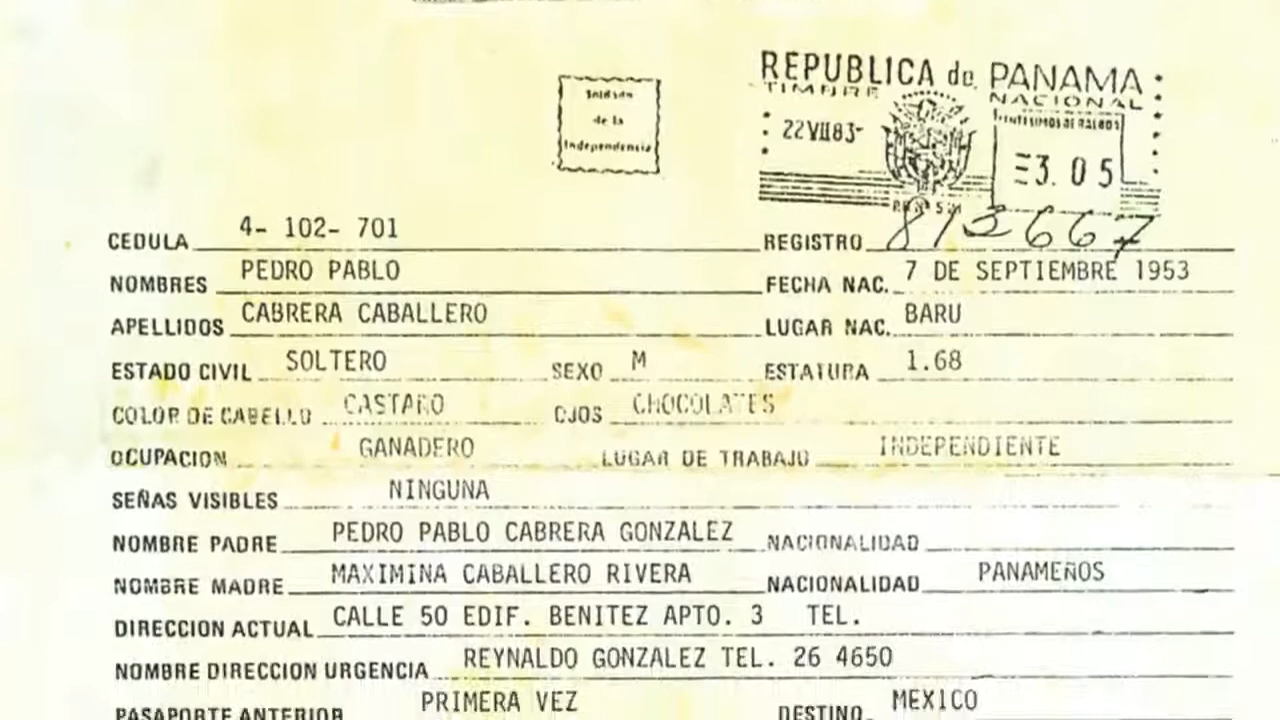 REPUBLICA de PANAMA
TIMBRE NACIONAL
de la
Independencia
22 VII 83
3.05
CEDULA 4- 102- 701 REGISTRO 813667
NOMBRES PEDRO PABLO FECHA NAC. 7 DE SEPTIEMBRE 1953
APELLIDOS CABRERA CABALLERO LUGAR NAC. BARU
ESTADO CIVIL SOLTERO SEXO M ESTATURA 1.68
COLOR DE CABELLO CASTAÑO OJOS CHOCOLATES
OCUPACION GANADERO LUGAR DE TRABAJO INDEPENDIENTE
SEÑAS VISIBLES NINGUNA
NOMBRE PADRE PEDRO PABLO CABRERA GONZALEZ NACIONALIDAD
NOMBRE MADRE MAXIMINA CABALLERO RIVERA NACIONALIDAD PANAMEÑOS
DIRECCION ACTUAL CALLE 50 EDIF. BENITEZ APTO. 3 TEL.
NOMBRE DIRECCION URGENCIA REYNALDO GONZALEZ TEL. 26 4650
PASAPORTE ANTERIOR PRIMERA VEZ DESTINO MEXICO